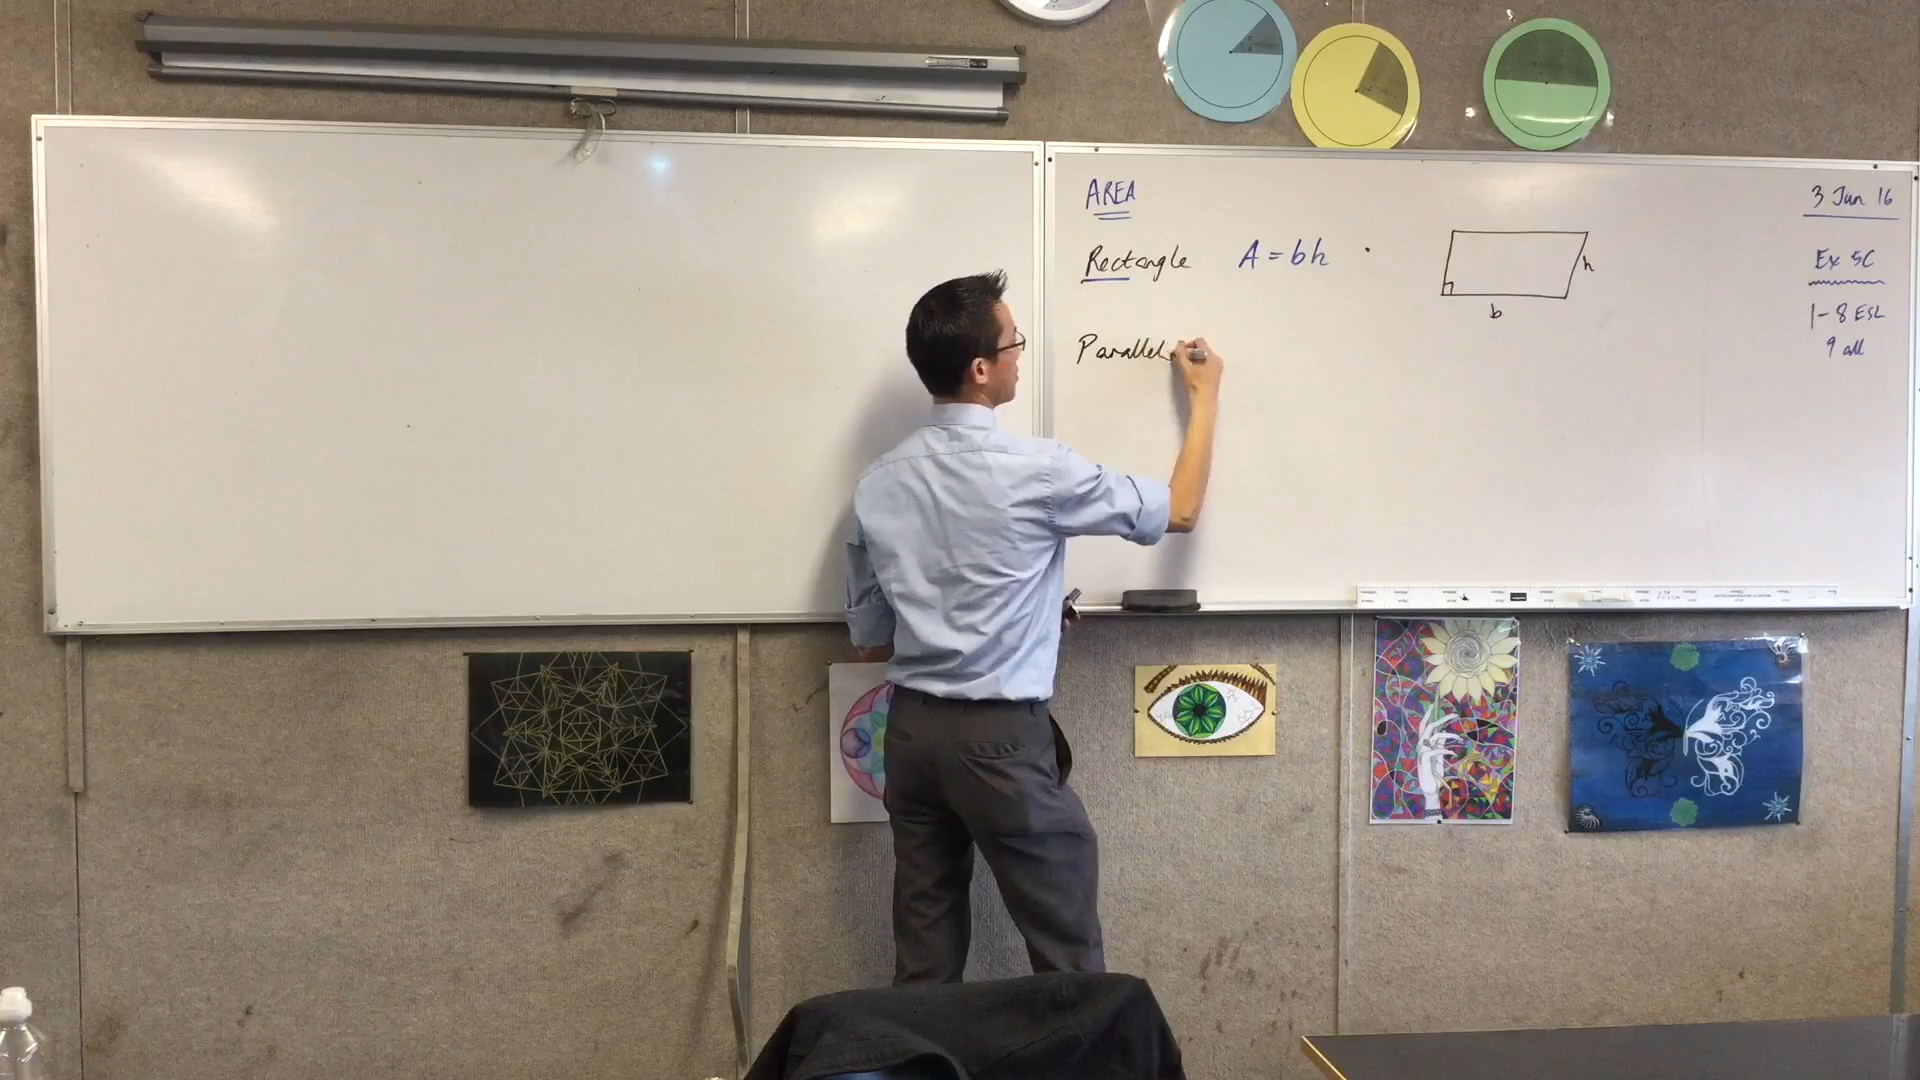 AREA
Rectangle A = bh
h
b
Parallel
3 Jun 16
Ex 5C
1-8 ESL
9 all